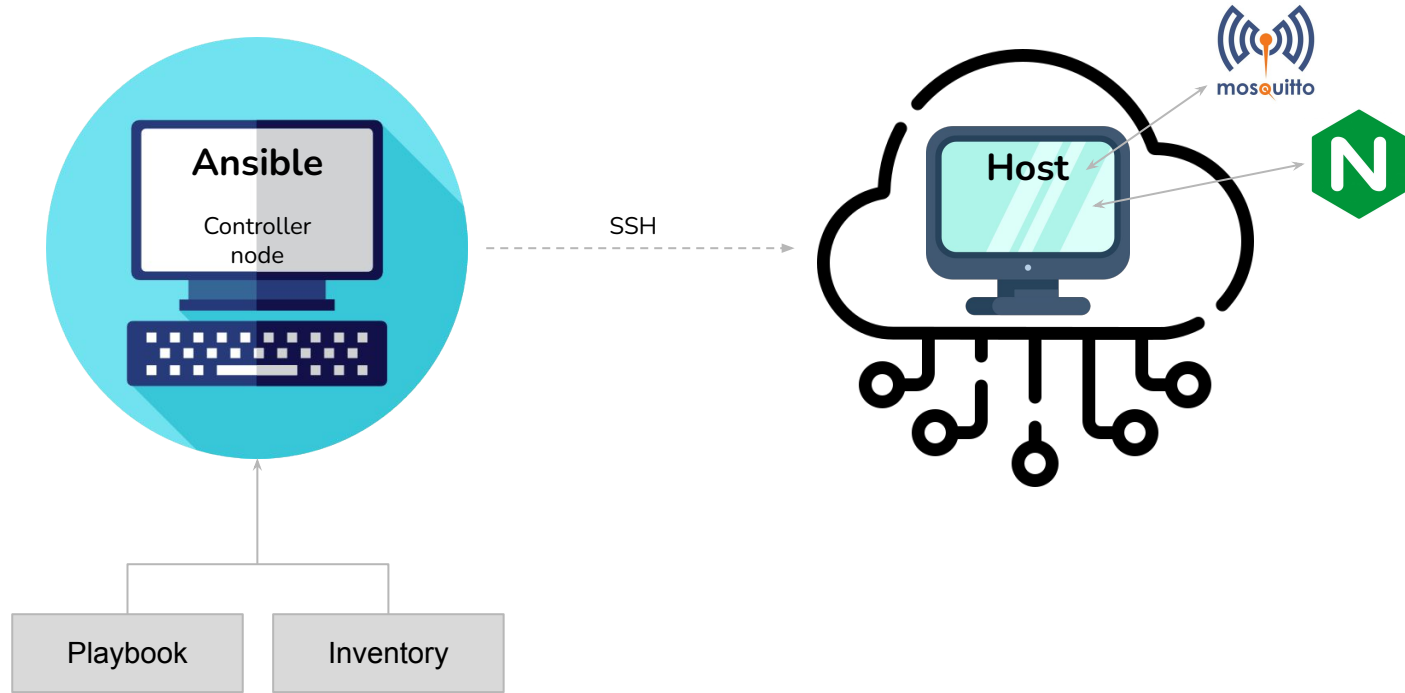 Ansible
Controller
node
SSH
Host
mosquitto
N
Playbook
Inventory